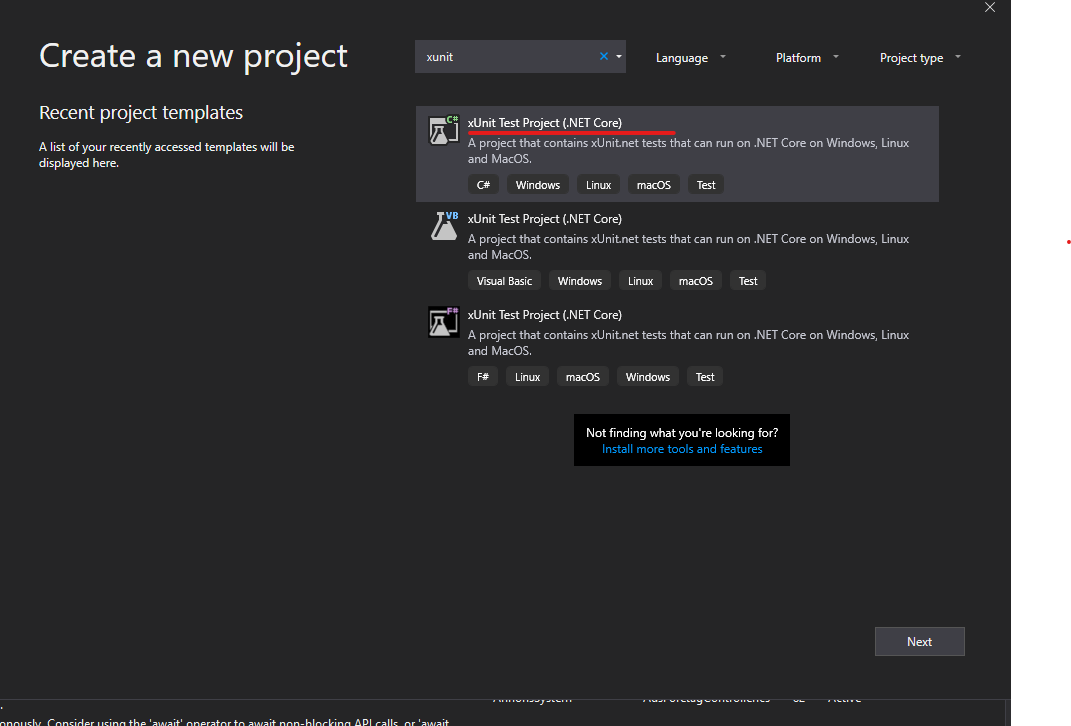 Create a new project
xunit
Language
Platform
Project type
Recent project templates
A list of your recently accessed templates will be
displayed here.
C#
xUnit Test Project (.NET Core)
A project that contains xUnit.net tests that can run on .NET Core on Windows, Linux
and MacOS.
C# Windows Linux macOS Test
VB
xUnit Test Project (.NET Core)
A project that contains xUnit.net tests that can run on .NET Core on Windows, Linux
and MacOS.
Visual Basic Windows Linux macOS Test
F#
xUnit Test Project (.NET Core)
A project that contains xUnit.net tests that can run on .NET Core on Windows, Linux
and MacOS.
F# Linux macOS Windows Test
Not finding what you're looking for?
Install more tools and features
Next
Active
onously. Consider using the 'await' operator to await non-blocking API calls, or 'await